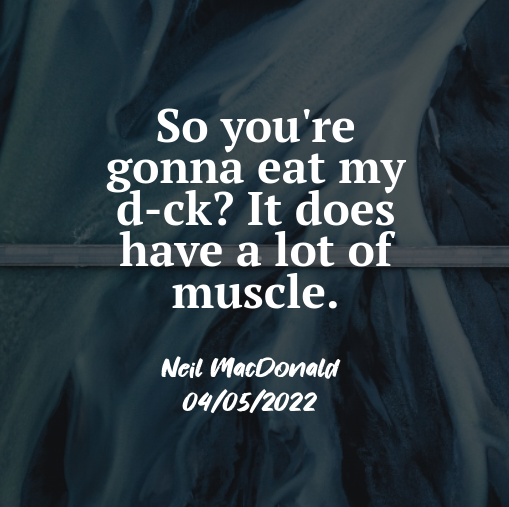 So you're
gonna eat my
d-ck? It does
have a lot of
muscle.
Neil MacDonald
04/05/2022